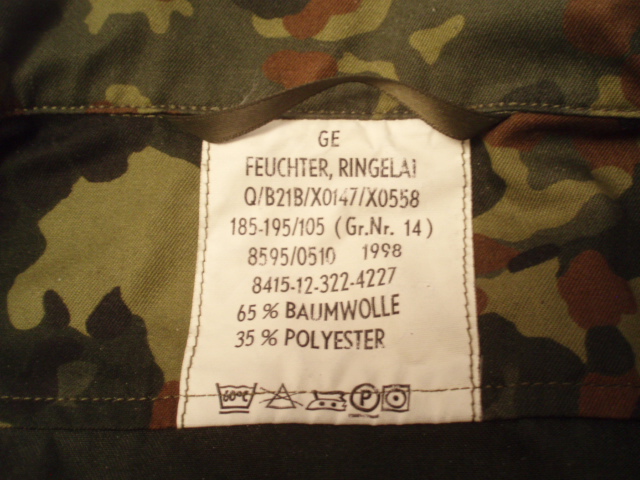 GE
FEUCHTER, RINGELAI
Q/B21B/X0147/X0558
185-195/105 (Gr.Nr. 14)
8595/0510 1998
8415-12-322-4227
65 % BAUMWOLLE
35 % POLYESTER
60°C P